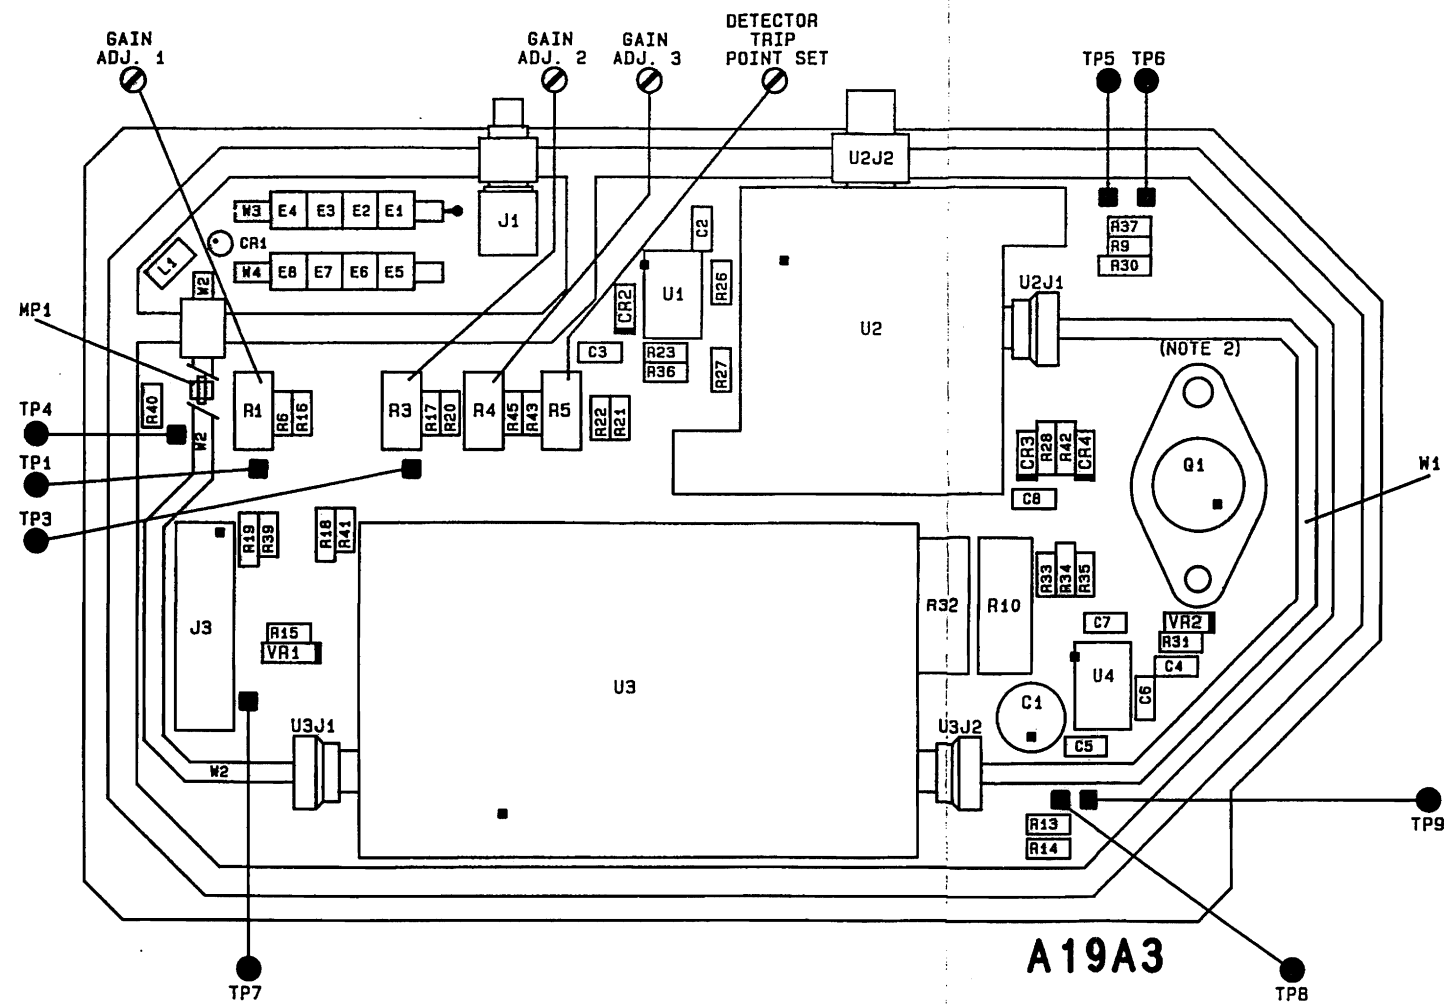 DETECTOR
TRIP
POINT SET
GAIN
ADJ. 1
GAIN
ADJ. 2
GAIN
ADJ. 3
TP5
TP6
U2J2
W3 E4 E3 E2 E1
J1
C2
R37
R9
R30
CR1
L1
W4 E8 E7 E6 E5
W2
MP1
CR2
U1
R26
U2
U2J1
C3
R23
R36
R27
(NOTE 2)
R40
R1
R6
R16
R3
R17
R20
R4
R45
R43
R5
R22
R21
TP4
W2
TP1
CR3
R28
R42
CR4
Q1
W1
C8
TP3
R19
R39
R18
R41
R33
R34
R35
J3
R32
R10
R15
VR1
C7
VR2
R31
C4
U3
U4
C6
C1
C5
U3J1
U3J2
W2
R13
R14
TP9
A19A3
TP7
TP8